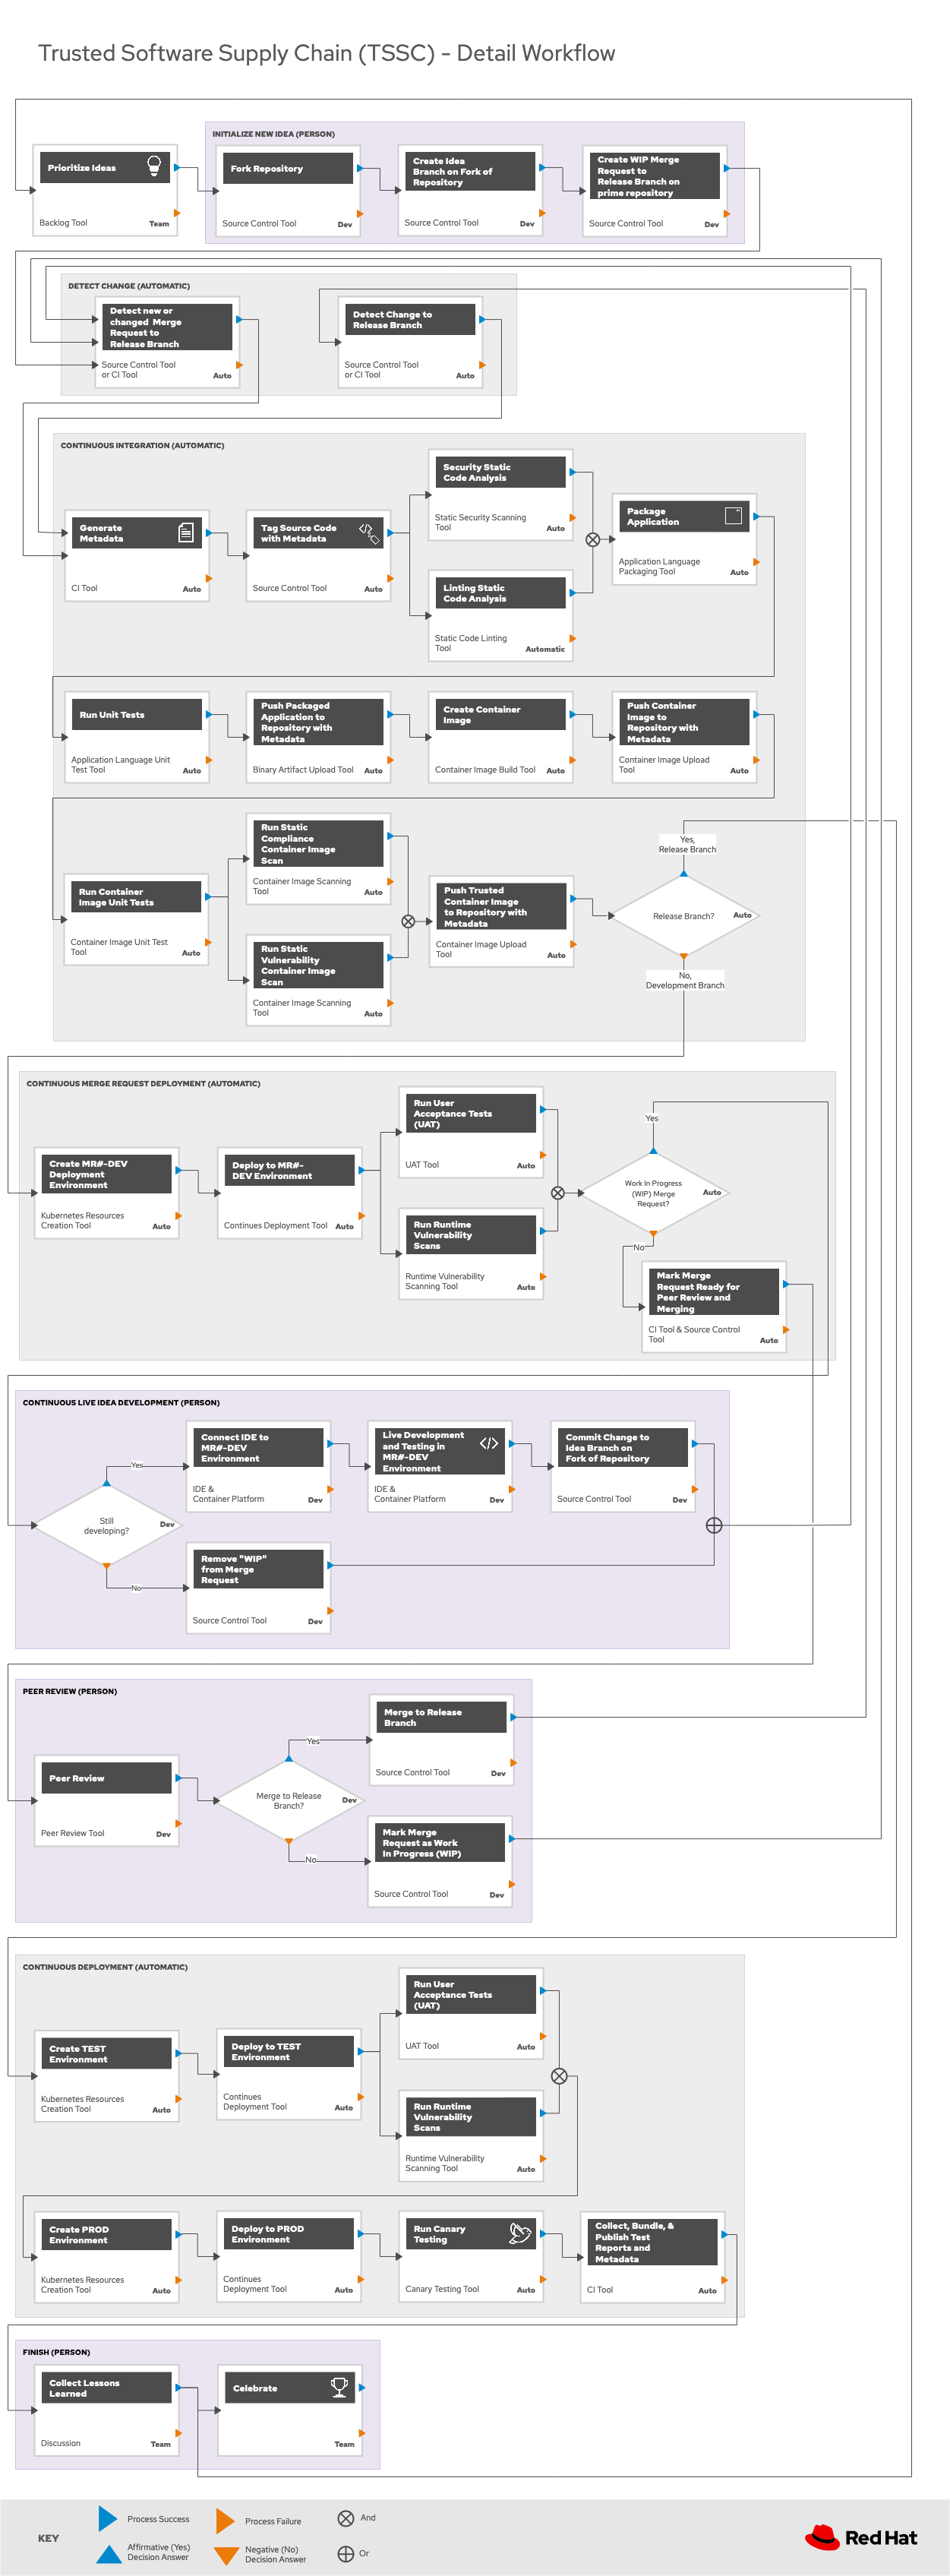 Trusted Software Supply Chain (TSSC) - Detail Workflow
INITIALIZE NEW IDEA (PERSON)
Prioritize Ideas
Backlog Tool
Team
Fork Repository
Source Control Tool
Dev
Create Idea
Branch on Fork of
Repository
Source Control Tool
Dev
Create WIP Merge
Request to
Release Branch on
prime repository
Source Control Tool
Dev
DETECT CHANGE (AUTOMATIC)
Detect new or
changed Merge
Request to
Release Branch
Source Control Tool
or CI Tool
Auto
Detect Change to
Release Branch
Source Control Tool
or CI Tool
Auto
CONTINUOUS INTEGRATION (AUTOMATIC)
Generate
Metadata
CI Tool
Auto
Tag Source Code
with Metadata
Source Control Tool
Auto
Security Static
Code Analysis
Static Security Scanning
Tool
Auto
Linting Static
Code Analysis
Static Code Linting
Tool
Automatic
Package
Application
Application Language
Packaging Tool
Auto
Run Unit Tests
Application Language Unit
Test Tool
Auto
Push Packaged
Application to
Repository with
Metadata
Binary Artifact Upload Tool
Auto
Create Container
Image
Container Image Build Tool
Auto
Push Container
Image to
Repository with
Metadata
Container Image Upload
Tool
Auto
Run Container
Image Unit Tests
Container Image Unit Test
Tool
Auto
Run Static
Compliance
Container Image
Scan
Container Image Scanning
Tool
Auto
Run Static
Vulnerability
Container Image
Scan
Container Image Scanning
Tool
Auto
Push Trusted
Container Image
to Repository with
Metadata
Container Image Upload
Tool
Auto
Yes,
Release Branch
Release Branch?
Auto
No,
Development Branch
CONTINUOUS MERGE REQUEST DEPLOYMENT (AUTOMATIC)
Create MR#-DEV
Deployment
Environment
Kubernetes Resources
Creation Tool
Auto
Deploy to MR#-
DEV Environment
Continues Deployment Tool
Auto
Run User
Acceptance Tests
(UAT)
UAT Tool
Auto
Run Runtime
Vulnerability
Scans
Runtime Vulnerability
Scanning Tool
Auto
Yes
Work In Progress
(WIP) Merge
Request?
Auto
No
Mark Merge
Request Ready for
Peer Review and
Merging
CI Tool & Source Control
Tool
Auto
CONTINUOUS LIVE IDEA DEVELOPMENT (PERSON)
Still
developing?
Dev
Yes
No
Connect IDE to
MR#-DEV
Environment
IDE &
Container Platform
Dev
Live Development
and Testing in
MR#-DEV
Environment
IDE &
Container Platform
Dev
Commit Change to
Idea Branch on
Fork of Repository
Source Control Tool
Dev
Remove "WIP"
from Merge
Request
Source Control Tool
Dev
PEER REVIEW (PERSON)
Peer Review
Peer Review Tool
Dev
Merge to Release
Branch?
Dev
Yes
No
Merge to Release
Branch
Source Control Tool
Dev
Mark Merge
Request as Work
In Progress (WIP)
Source Control Tool
Dev
CONTINUOUS DEPLOYMENT (AUTOMATIC)
Create TEST
Environment
Kubernetes Resources
Creation Tool
Auto
Deploy to TEST
Environment
Continues
Deployment Tool
Auto
Run User
Acceptance Tests
(UAT)
UAT Tool
Auto
Run Runtime
Vulnerability
Scans
Runtime Vulnerability
Scanning Tool
Auto
Create PROD
Environment
Kubernetes Resources
Creation Tool
Auto
Deploy to PROD
Environment
Continues
Deployment Tool
Auto
Run Canary
Testing
Canary Testing Tool
Auto
Collect, Bundle, &
Publish Test
Reports and
Metadata
CI Tool
Auto
FINISH (PERSON)
Collect Lessons
Learned
Discussion
Team
Celebrate
Team
KEY
Process Success
Process Failure
And
Affirmative (Yes)
Decision Answer
Negative (No)
Decision Answer
Or
Red Hat